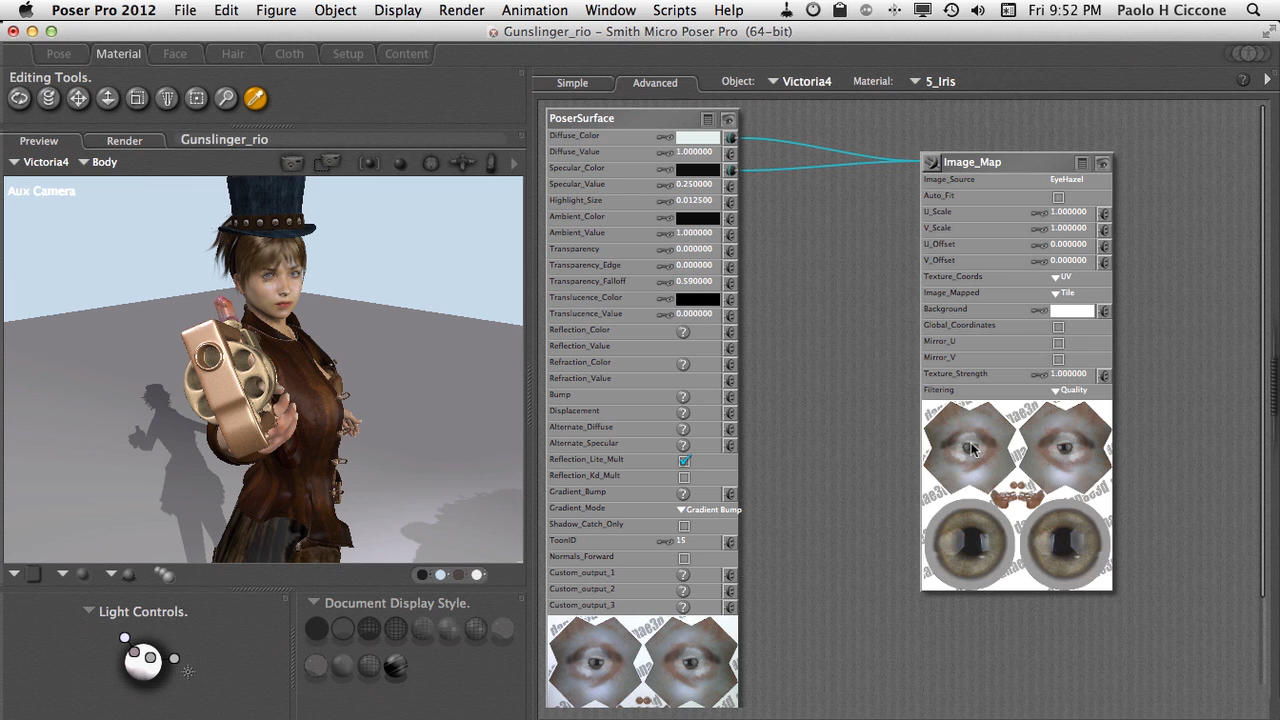 Poser Pro 2012 File Edit Figure Object Display Render Animation Window Scripts Help Fri 9:52 PM Paolo H Ciccone
Gunslinger_rio – Smith Micro Poser Pro (64-bit)
Pose Material Face Hair Cloth Setup Content
Editing Tools.
Simple Advanced Object: Victoria4 Material: 5_Iris ?
Preview Render Gunslinger_rio
Victoria4 Body
Aux Camera
PoserSurface
Diffuse_Color
Diffuse_Value 1.000000
Specular_Color
Specular_Value 0.250000
Highlight_Size 0.012500
Ambient_Color
Ambient_Value 1.000000
Transparency 0.000000
Transparency_Edge 0.000000
Transparency_Falloff 0.590000
Translucence_Color
Translucence_Value 0.000000
Reflection_Color ?
Reflection_Value
Refraction_Color ?
Refraction_Value
Bump ?
Displacement ?
Alternate_Diffuse ?
Alternate_Specular ?
Reflection_Lite_Mult
Reflection_Kd_Mult
Gradient_Bump ?
Gradient_Mode Gradient Bump
Shadow_Catch_Only
ToonID 15
Normals_Forward
Custom_output_1 ?
Custom_output_2 ?
Custom_output_3 ?
Image_Map
Image_Source EyeHazel
Auto_Fit
U_Scale 1.000000
V_Scale 1.000000
U_Offset 0.000000
V_Offset 0.000000
Texture_Coords UV
Image_Mapped Tile
Background
Global_Coordinates
Mirror_U
Mirror_V
Texture_Strength 1.000000
Filtering Quality
Light Controls.
Document Display Style.